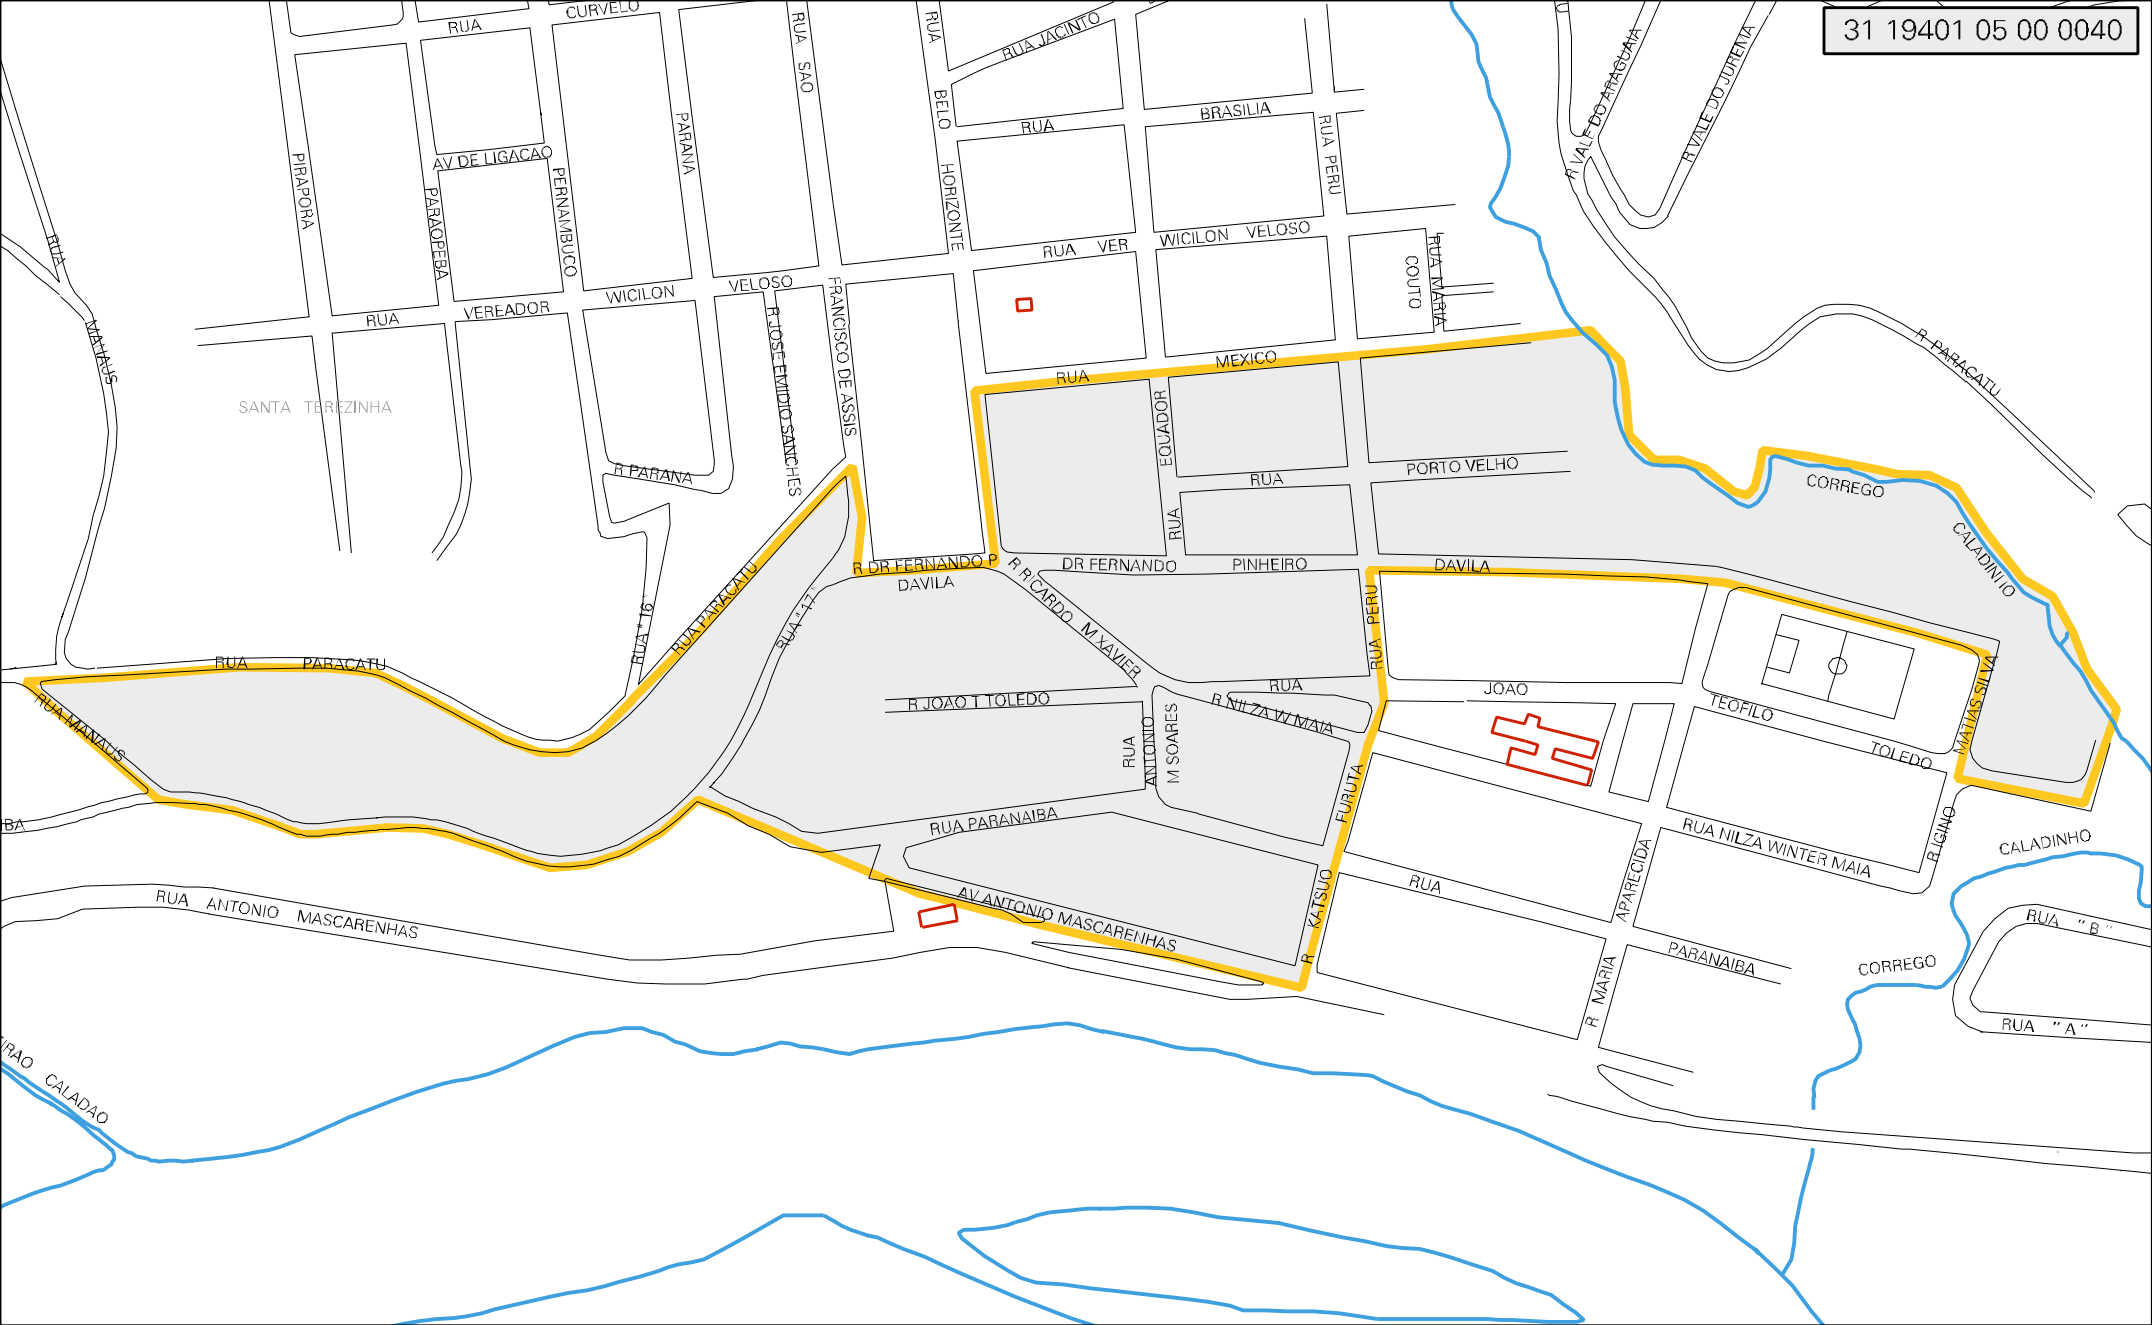 31 19401 05 00 0040
RUA
CURVELO
RUA SAO
RUA
RUA JACINTO
R VALE DO ARAGUAIA
R VALE DO JUREMA
PARANA
BELO
RUA
BRASILIA
RUA PERU
AV DE LIGACAO
PIRAPORA
PARAOPEBA
PERNAMBUCO
HORIZONTE
RUA
MANAUS
RUA VER
WICILON VELOSO
COUTO
RUA MARIA
RUA
VEREADOR
WICILON
VELOSO
R JOSE EMIDIO SANCHES
FRANCISCO DE ASSIS
R PARACATU
RUA
MEXICO
SANTA TEREZINHA
EQUADOR
R PARANA
RUA
PORTO VELHO
CORREGO
CALADINHO
RUA
R DR FERNANDO P
DAVILA
R RICARDO M XAVIER
DR FERNANDO
PINHEIRO
DAVILA
RUA PARACATU
RUA "16"
RUA "17"
RUA PERU
RUA
PARACATU
RUA MANAUS
R JOAO T TOLEDO
RUA
JOAO
R NILZA W MAIA
TEOFILO
TOLEDO
MATIAS SILVA
RUA
ANTONIO
M SOARES
FURUTA
IBA
RUA PARANAIBA
RUA NILZA WINTER MAIA
R IGINO
CALADINHO
RUA
APARECIDA
KATSUO
R
RUA ANTONIO MASCARENHAS
AV ANTONIO MASCARENHAS
PARANAIBA
R MARIA
CORREGO
RUA "B"
RUA "A"
IRAO CALADAO